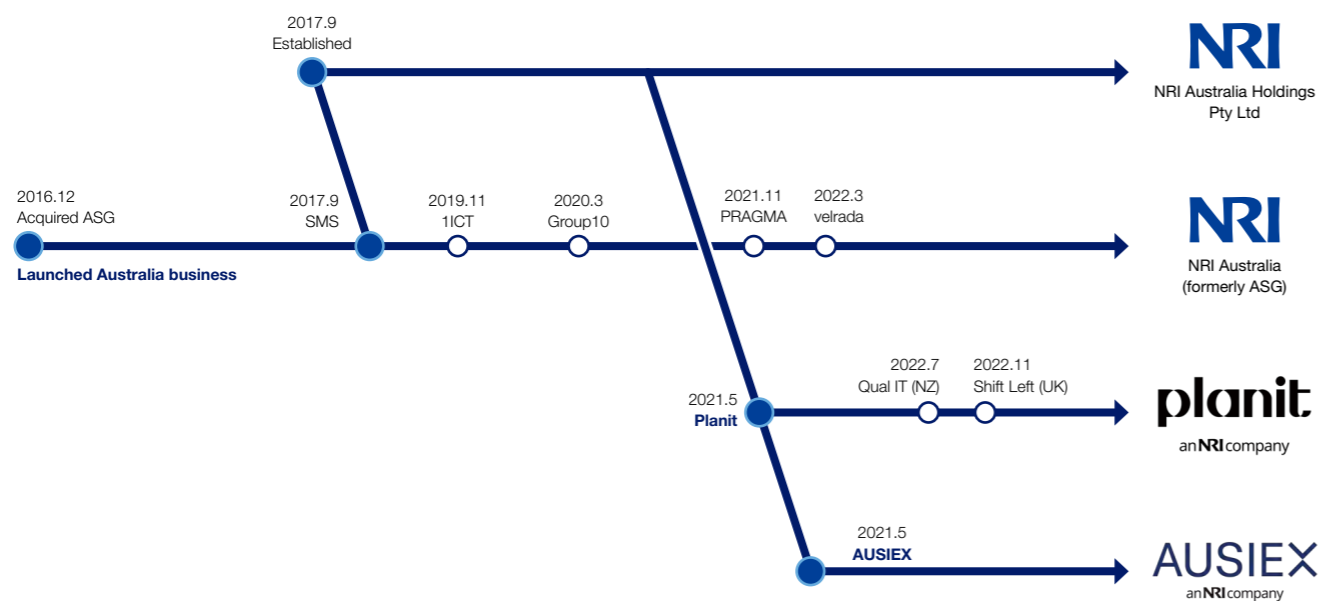 2017.9
Established
NRI
NRI Australia Holdings
Pty Ltd
2016.12
Acquired ASG
Launched Australia business
2017.9
SMS
2019.11
1ICT
2020.3
Group10
2021.11
PRAGMA
2022.3
velrada
NRI
NRI Australia
(formerly ASG)
2021.5
Planit
2022.7
Qual IT (NZ)
2022.11
Shift Left (UK)
planit
an NRI company
2021.5
AUSIEX
AUSIEX
an NRI company